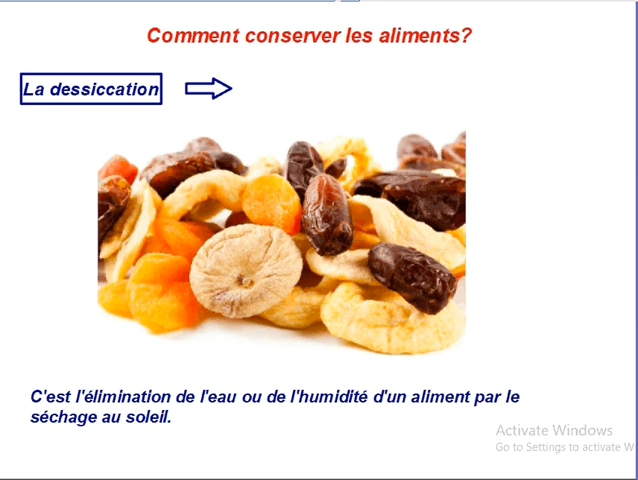 Comment conserver les aliments?
La dessiccation
C'est l'élimination de l'eau ou de l'humidité d'un aliment par le
séchage au soleil.
Activate Windows
Go to Settings to activate W